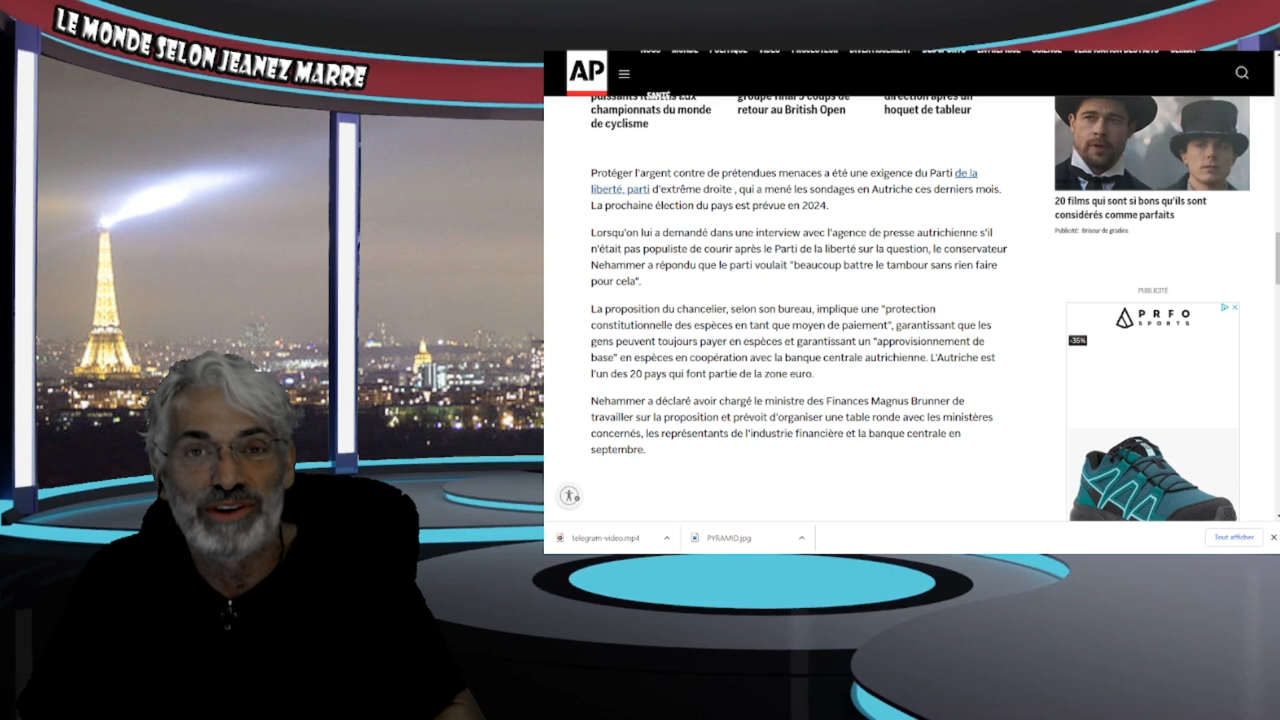 LE MONDE SELON JEANEZ MARRE
AP
SANTÉ
championnats du monde
de cyclisme
groupe final 5 coups de
retour au British Open
direction après un
hoquet de tableur
Protéger l'argent contre de prétendues menaces a été une exigence du Parti de la
liberté, parti d'extrême droite , qui a mené les sondages en Autriche ces derniers mois.
La prochaine élection du pays est prévue en 2024.
Lorsqu'on lui a demandé dans une interview avec l'agence de presse autrichienne s'il
n'était pas populiste de courir après le Parti de la liberté sur la question, le conservateur
Nehammer a répondu que le parti voulait "beaucoup battre le tambour sans rien faire
pour cela".
La proposition du chancelier, selon son bureau, implique une "protection
constitutionnelle des espèces en tant que moyen de paiement", garantissant que les
gens peuvent toujours payer en espèces et garantissant un "approvisionnement de
base" en espèces en coopération avec la banque centrale autrichienne. L'Autriche est
l'un des 20 pays qui font partie de la zone euro.
Nehammer a déclaré avoir chargé le ministre des Finances Magnus Brunner de
travailler sur la proposition et prévoit d'organiser une table ronde avec les ministères
concernés, les représentants de l'industrie financière et la banque centrale en
septembre.
20 films qui sont si bons qu'ils sont
considérés comme parfaits
Publicité: Briseur de gradins
PUBLICITÉ
PRFO
SPORTS
-35%
telegram-video.mp4
PYRAMID.jpg
Tout afficher